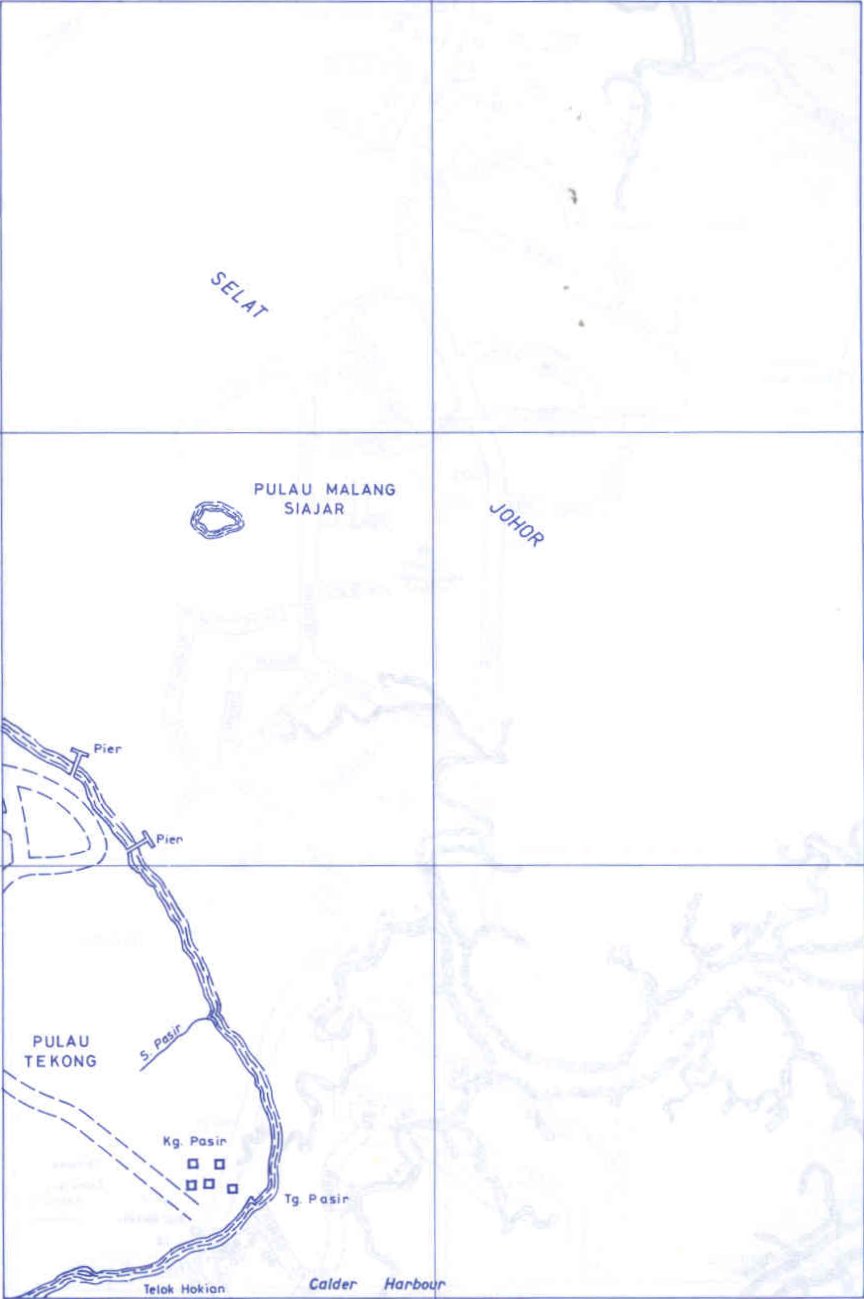 SELAT
PULAU MALANG
SIAJAR
JOHOR
Pier
Pier
PULAU
TEKONG
S. Pasir
Kg. Pasir
Tg. Pasir
Telok Hokian
Calder Harbour